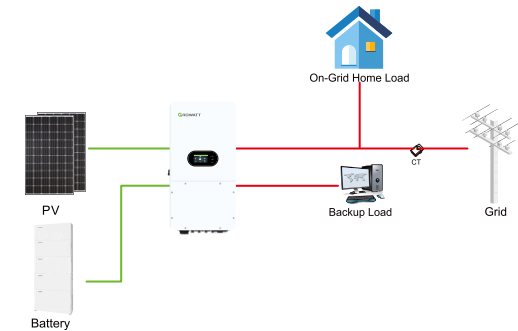 On-Grid Home Load
GROWATT
CT
PV
Backup Load
Grid
Battery